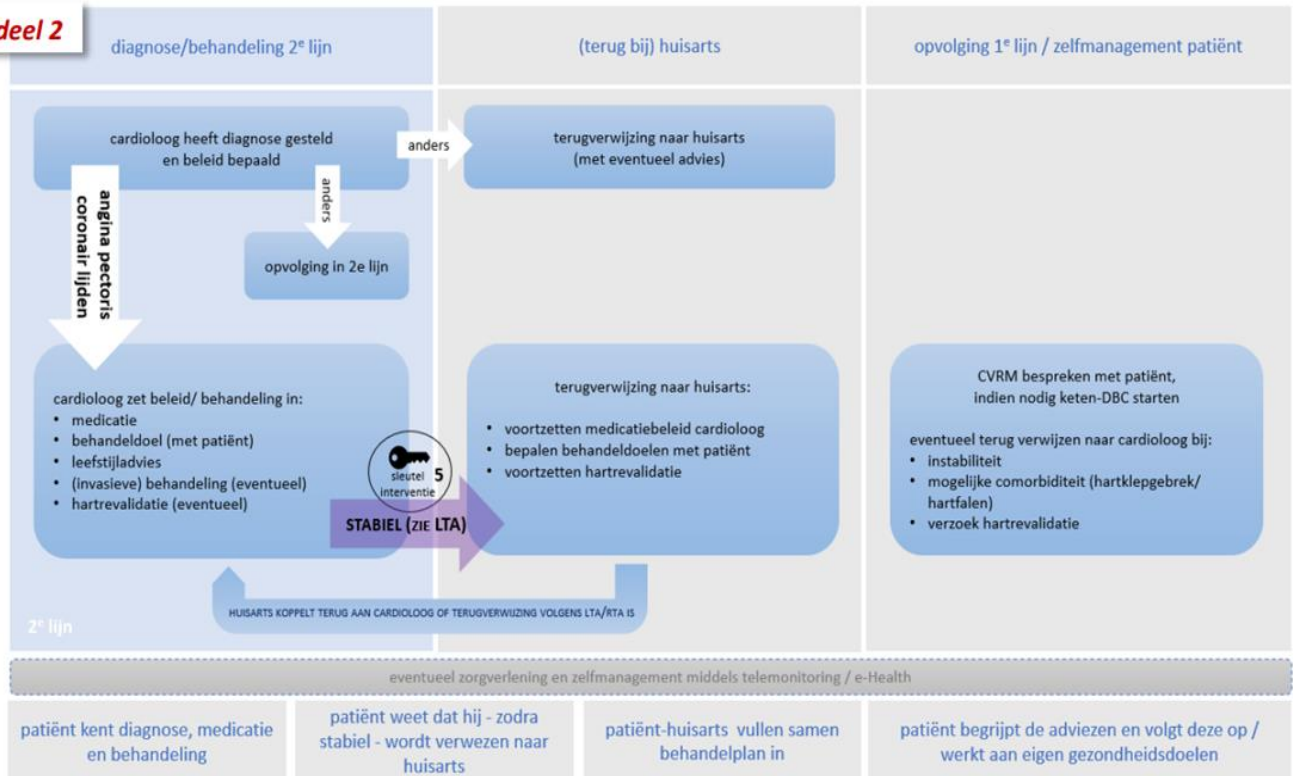 deel 2
diagnose/behandeling 2e lijn
(terug bij) huisarts
opvolging 1e lijn / zelfmanagement patiënt
cardioloog heeft diagnose gesteld
en beleid bepaald
anders
terugverwijzing naar huisarts
(met eventueel advies)
angina pectoris
coronair lijden
anders
opvolging in 2e lijn
cardioloog zet beleid/ behandeling in:
• medicatie
• behandeldoel (met patiënt)
• leefstijladvies
• (invasieve) behandeling (eventueel)
• hartrevalidatie (eventueel)
sleutel 5
interventie
STABIEL (ZIE LTA)
terugverwijzing naar huisarts:
• voortzetten medicatiebeleid cardioloog
• bepalen behandeldoelen met patiënt
• voortzetten hartrevalidatie
CVRM bespreken met patiënt,
indien nodig keten-DBC starten
eventueel terug verwijzen naar cardioloog bij:
• instabiliteit
• mogelijke comorbiditeit (hartklepgebrek/
hartfalen)
• verzoek hartrevalidatie
HUISARTS KOPPELT TERUG AAN CARDIOLOOG OF TERUGVERWIJZING VOLGENS LTA/RTA IS
2e lijn
eventueel zorgverlening en zelfmanagement middels telemonitoring / e-Health
patiënt kent diagnose, medicatie
en behandeling
patiënt weet dat hij - zodra
stabiel - wordt verwezen naar
huisarts
patiënt-huisarts vullen samen
behandelplan in
patiënt begrijpt de adviezen en volgt deze op /
werkt aan eigen gezondheidsdoelen